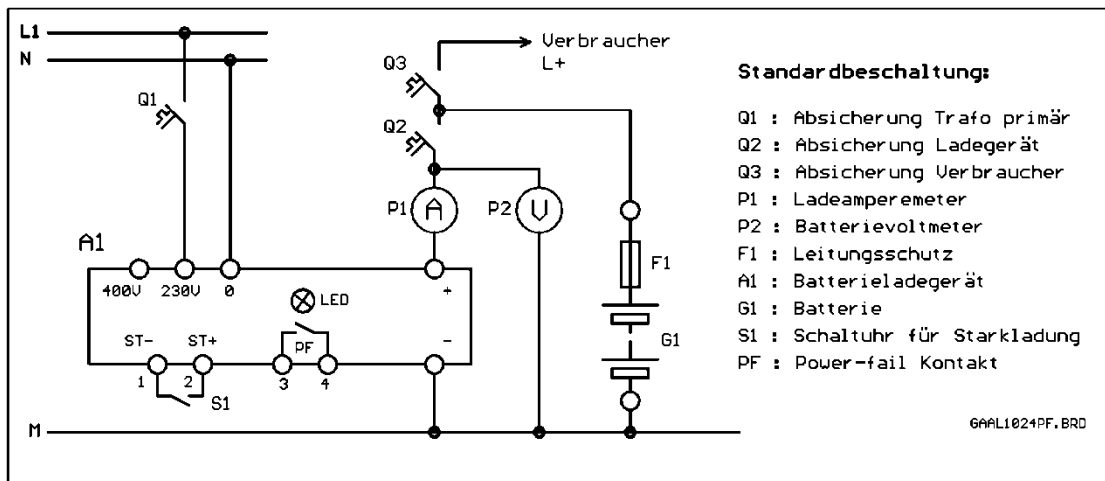 L1
N
Q1
Q3
Q2
Verbraucher
L+
P1
A
P2
V
A1
400V
230V
0
+
LED
ST-
ST+
PF
-
1
2
3
4
S1
F1
G1
M
Standardbeschaltung:
Q1 : Absicherung Trafo primär
Q2 : Absicherung Ladegerät
Q3 : Absicherung Verbraucher
P1 : Ladeamperemeter
P2 : Batterievoltmeter
F1 : Leitungsschutz
A1 : Batterieladegerät
G1 : Batterie
S1 : Schaltuhr für Starkladung
PF : Power-fail Kontakt
GAAL1024PF.BRD